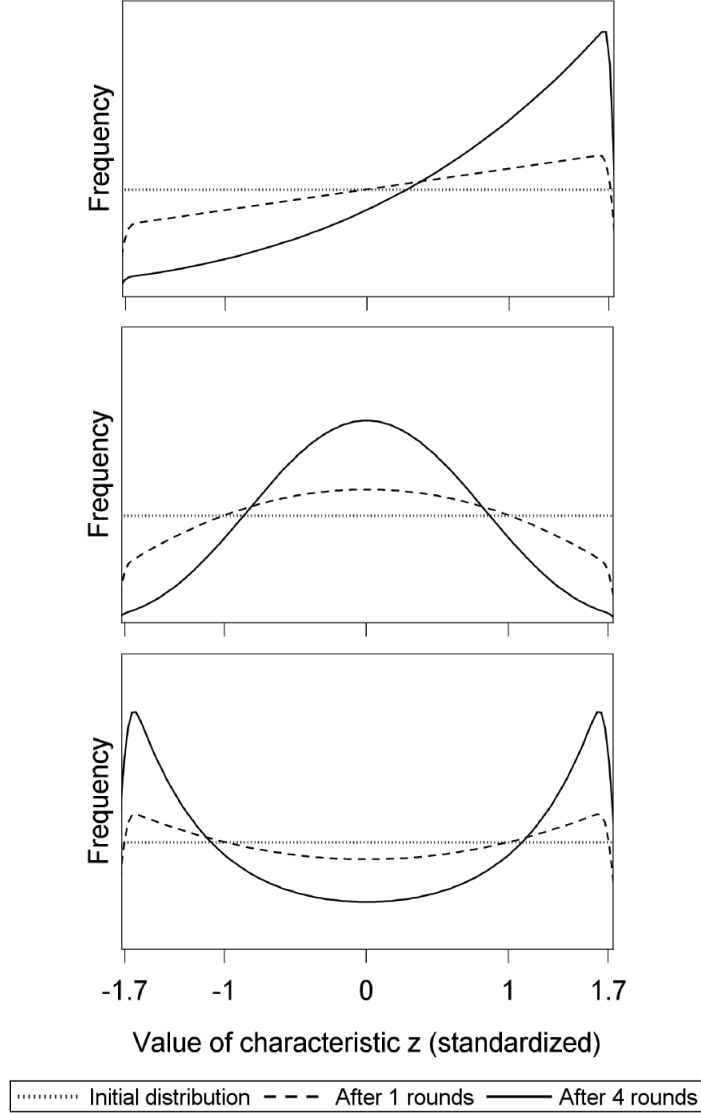 Frequency
Frequency
Frequency
-1.7 -1 0 1 1.7
Value of characteristic z (standardized)
Initial distribution After 1 rounds After 4 rounds